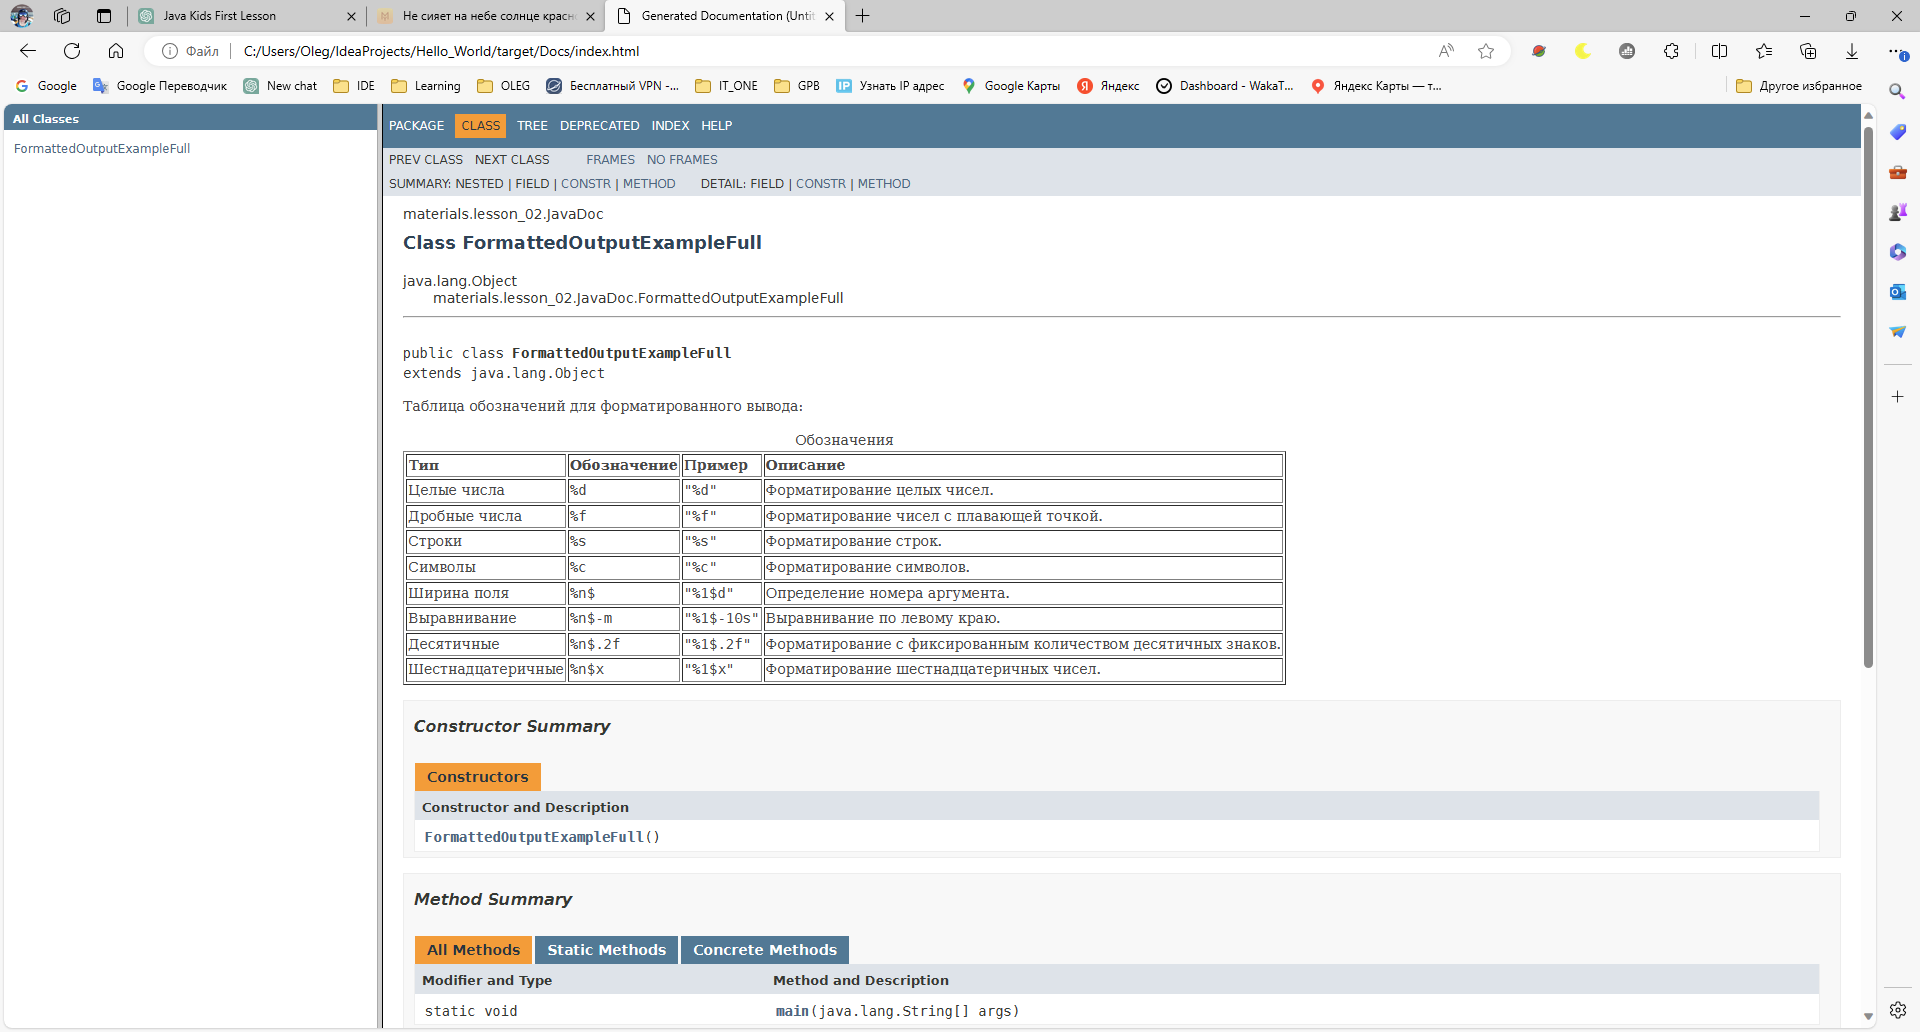 Java Kids First Lesson
Не сияет на небе солнце красн
Generated Documentation (Untit
Файл
C:/Users/Oleg/IdeaProjects/Hello_World/target/Docs/index.html
Google
Google Переводчик
New chat
IDE
Learning
OLEG
Бесплатный VPN -...
IT_ONE
GPB
IP
Узнать IP адрес
Google Карты
Яндекс
Dashboard - WakaT...
Яндекс Карты — т...
Другое избранное
All Classes
FormattedOutputExampleFull
PACKAGE CLASS TREE DEPRECATED INDEX HELP
PREV CLASS NEXT CLASS FRAMES NO FRAMES
SUMMARY: NESTED | FIELD | CONSTR | METHOD DETAIL: FIELD | CONSTR | METHOD
materials.lesson_02.JavaDoc
Class FormattedOutputExampleFull
java.lang.Object
materials.lesson_02.JavaDoc.FormattedOutputExampleFull
public class FormattedOutputExampleFull
extends java.lang.Object
Таблица обозначений для форматированного вывода:
Обозначения
Тип Обозначение Пример Описание
Целые числа %d "%d" Форматирование целых чисел.
Дробные числа %f "%f" Форматирование чисел с плавающей точкой.
Строки %s "%s" Форматирование строк.
Символы %c "%c" Форматирование символов.
Ширина поля %n$ "%1$d" Определение номера аргумента.
Выравнивание %n$-m "%1$-10s" Выравнивание по левому краю.
Десятичные %n$.2f "%1$.2f" Форматирование с фиксированным количеством десятичных знаков.
Шестнадцатеричные %n$x "%1$x" Форматирование шестнадцатеричных чисел.
Constructor Summary
Constructors
Constructor and Description
FormattedOutputExampleFull()
Method Summary
All Methods Static Methods Concrete Methods
Modifier and Type Method and Description
static void main(java.lang.String[] args)